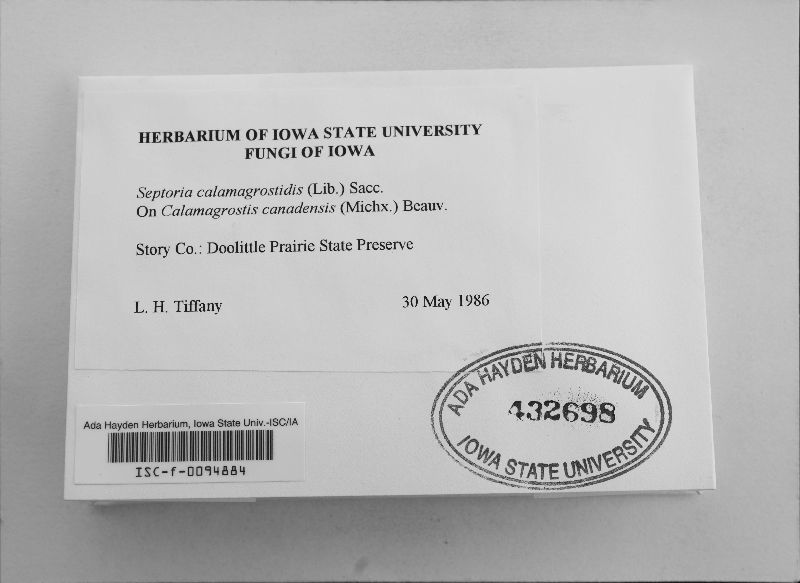 HERBARIUM OF IOWA STATE UNIVERSITY
FUNGI OF IOWA
Septoria calamagrostidis (Lib.) Sacc.
On Calamagrostis canadensis (Michx.) Beauv.
Story Co.: Doolittle Prairie State Preserve
L. H. Tiffany 30 May 1986
ADA HAYDEN HERBARIUM
432698
IOWA STATE UNIVERSITY
Ada Hayden Herbarium, Iowa State Univ.-ISC/IA
ISC-f-0094884